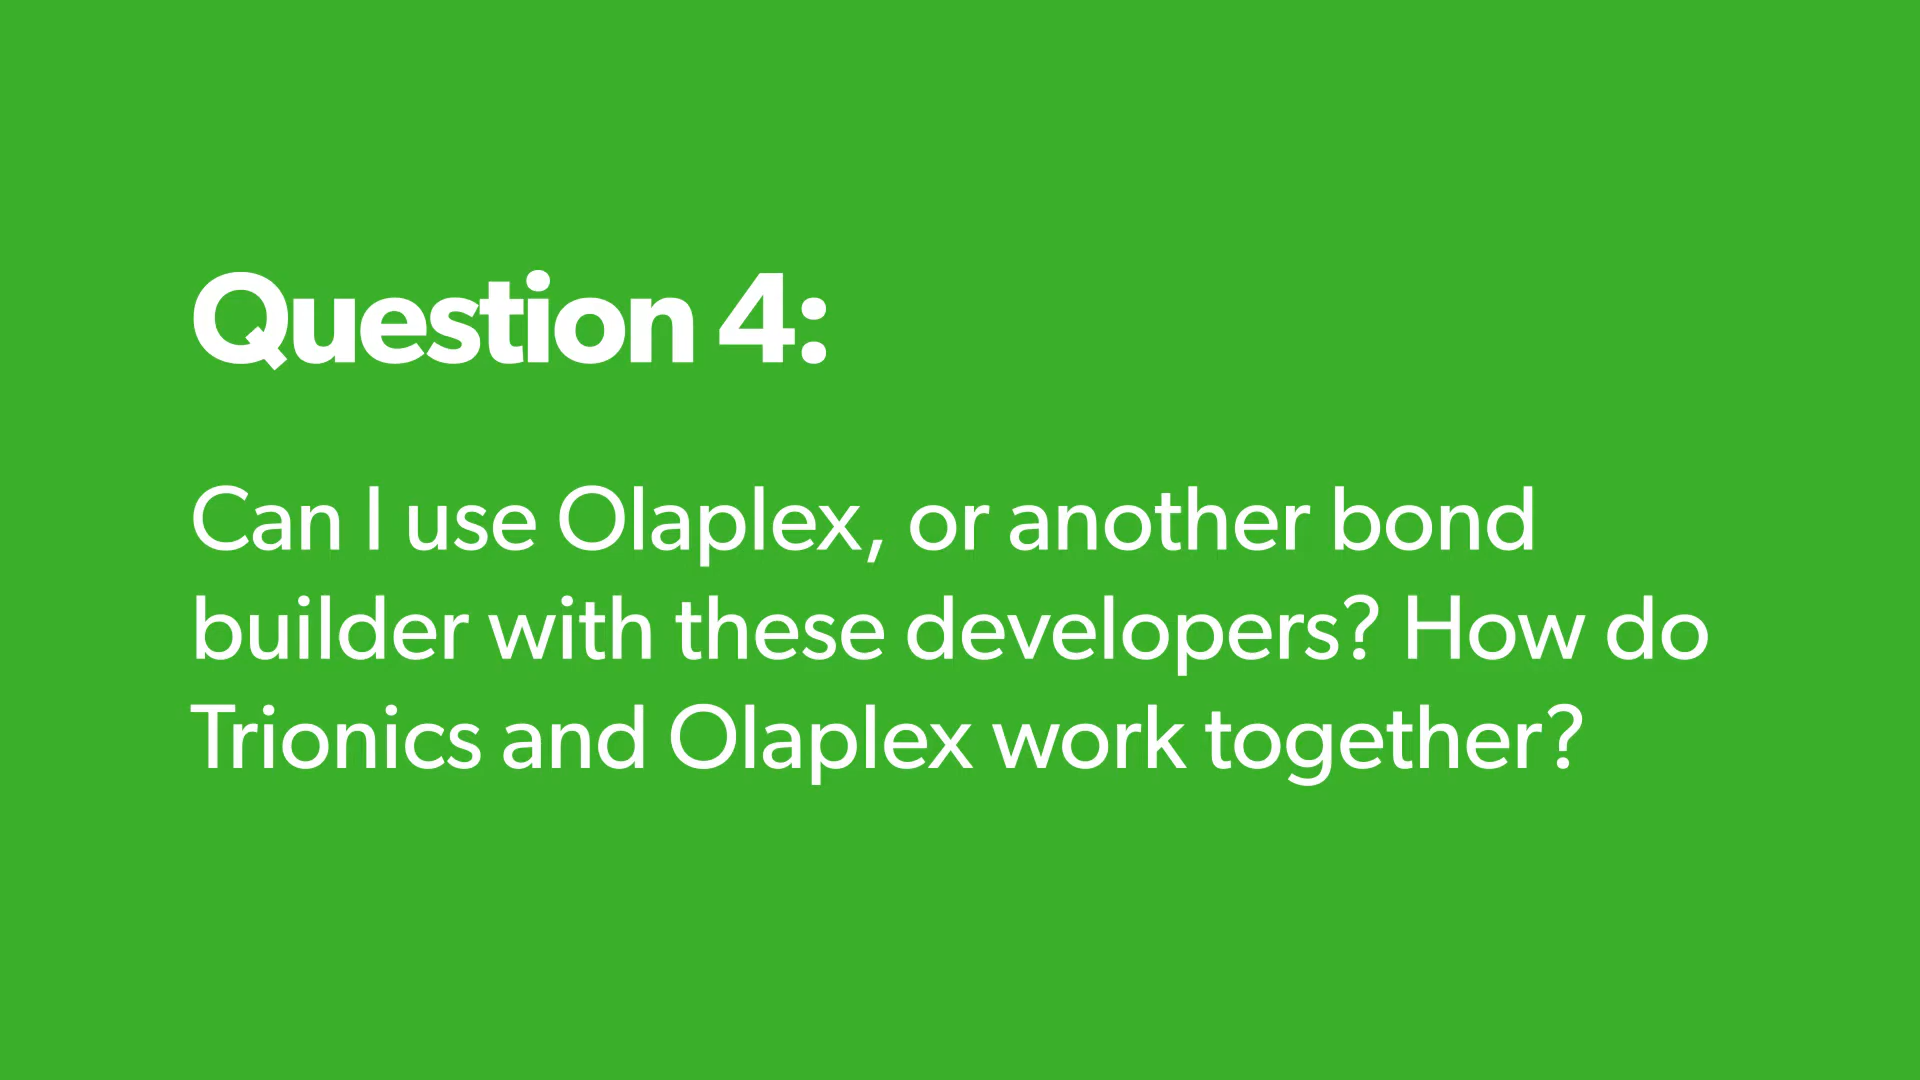 Question 4:
Can I use Olaplex, or another bond
builder with these developers? How do
Trionics and Olaplex work together?